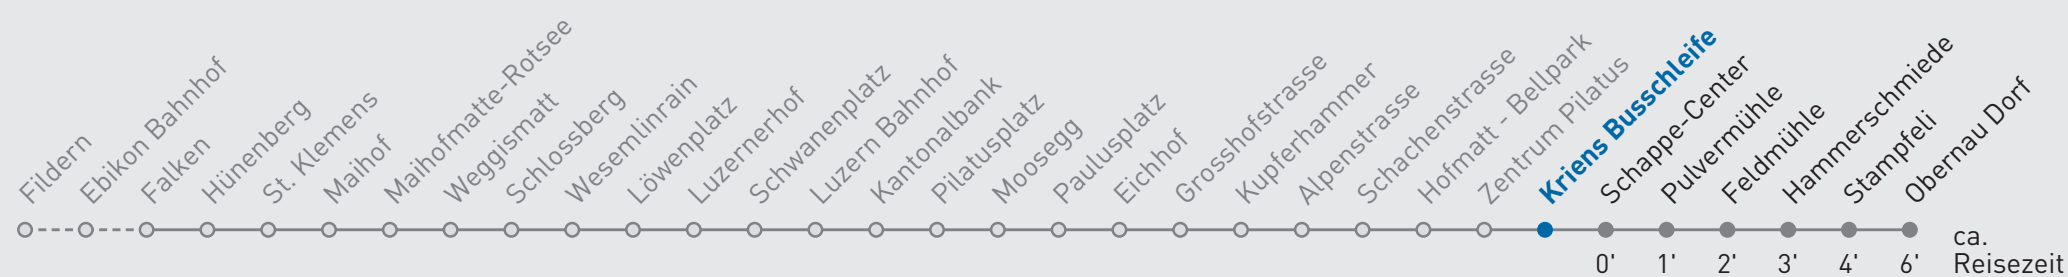 Fildern
Ebikon Bahnhof
Falken
Hünenberg
St. Klemens
Maihof
Maihofmatte-Rotsee
Weggismatt
Schlossberg
Wesemlinrain
Löwenplatz
Luzernerhof
Schwanenplatz
Luzern Bahnhof
Kantonalbank
Pilatusplatz
Moosegg
Paulusplatz
Eichhof
Grosshofstrasse
Kupferhammer
Alpenstrasse
Schachenstrasse
Hofmatt - Bellpark
Zentrum Pilatus
Kriens Busschleife
Schappe-Center
Pulvermühle
Feldmühle
Hammerschmiede
Stampfeli
Obernau Dorf
0' 1' 2' 3' 4' 6'
ca.
Reisezeit